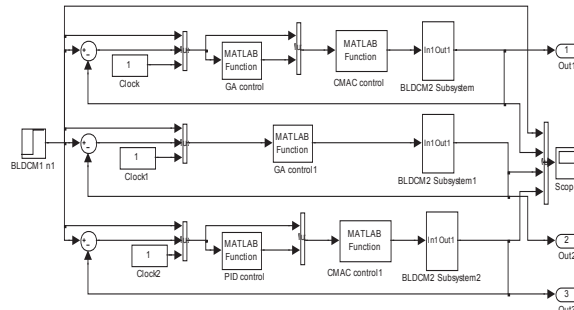 MATLAB
Function
GA control
MATLAB
Function
CMAC control
In1Out1
BLDCM2 Subsystem
1
Out1
1
Clock
BLDCM1 n1
1
Clock1
MATLAB
Function
GA control1
In1Out1
BLDCM2 Subsystem1
Scop
1
Clock2
MATLAB
Function
PID control
MATLAB
Function
CMAC control1
In1Out1
BLDCM2 Subsystem2
2
Out2
3